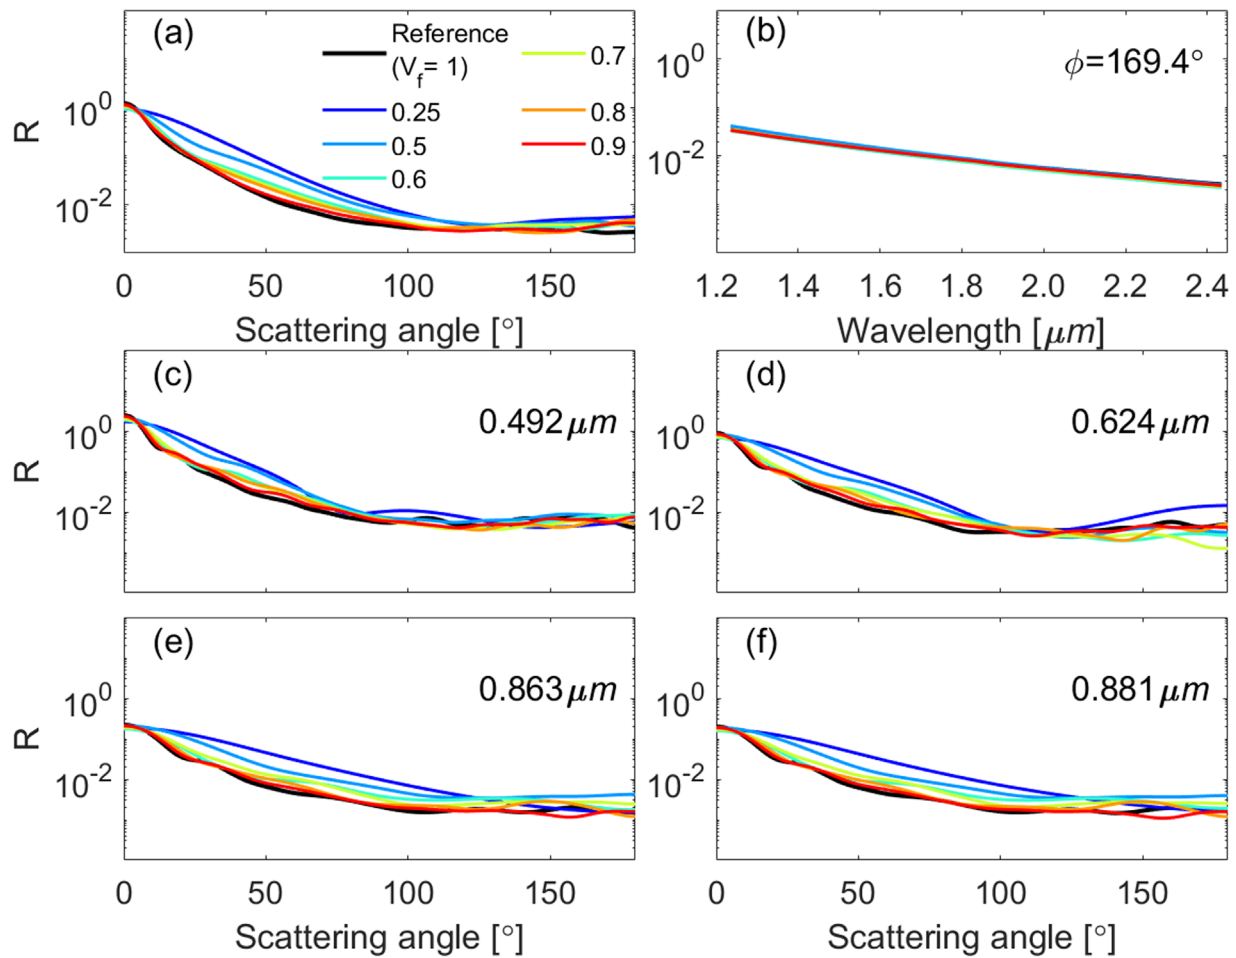 (a)
Reference
(V_f= 1)
0.25
0.5
0.6
0.7
0.8
0.9
R
10^0
10^-2
0 50 100 150
Scattering angle [°]
(b)
ϕ=169.4°
10^0
10^-2
1.2 1.4 1.6 1.8 2.0 2.2 2.4
Wavelength [μm]
(c)
0.492μm
R
10^0
10^-2
(d)
0.624μm
10^0
10^-2
(e)
0.863μm
R
10^0
10^-2
0 50 100 150
Scattering angle [°]
(f)
0.881μm
10^0
10^-2
0 50 100 150
Scattering angle [°]